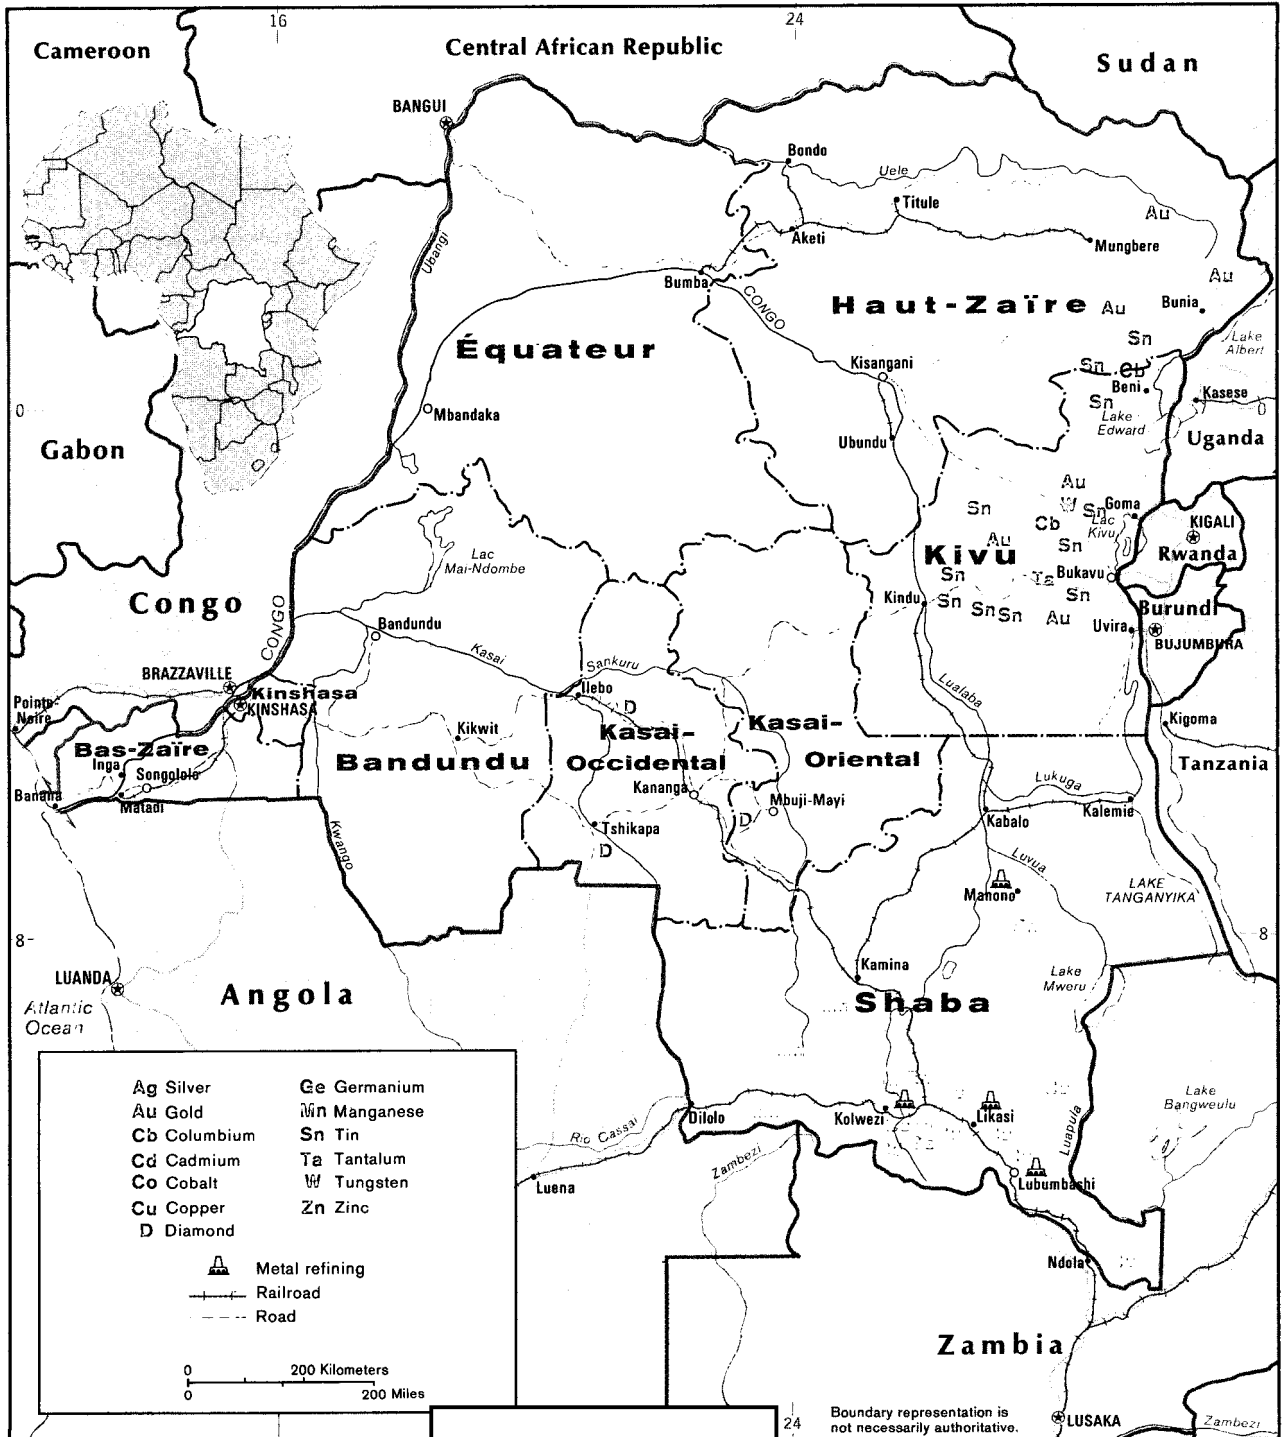 16
24
Cameroon
Central African Republic
Sudan
BANGUI
Bondo
Uele
Titule
Au
Ubangi
Aketi
Mungbere
Bumba
Au
CONGO
Haut-Zaïre
Au
Bunia
Équateur
Sn
Lake
Albert
Kisangani
Sn
Cb
Beni
Kasese
0
Mbandaka
Sn
0
Lake
Edward
Gabon
Ubundu
Uganda
Au
Sn
W
Sn
Goma
Cb
Lac
Kivu
KIGALI
Au
Sn
Kivu
Rwanda
Lac
Mai-Ndombe
Sn
Ta
Bukavu
Congo
CONGO
Kindu
Sn
Sn
Sn
Sn
Au
Burundi
Bandundu
Uvira
BUJUMBURA
Kasai
Sankuru
BRAZZAVILLE
Kinshasa
KINSHASA
Ilebo
Lualaba
Pointe-
Noire
D
Kigoma
Kikwit
Kasai-
Occidental
Kasai-
Oriental
Bas-Zaïre
Inga
Songololo
Bandundu
Tanzania
Banana
Matadi
Kananga
Mbuji-Mayi
Lukuga
Kalemie
Kwango
Tshikapa
D
Kabalo
D
Luvua
Manono
LAKE
TANGANYIKA
8
8
Kamina
Lake
Mweru
LUANDA
Angola
Shaba
Atlantic
Ocean
Ag Silver
Ge Germanium
Au Gold
Mn Manganese
Cb Columbium
Sn Tin
Cd Cadmium
Ta Tantalum
Co Cobalt
W Tungsten
Cu Copper
Zn Zinc
D Diamond
Metal refining
Railroad
Road
0 200 Kilometers
0 200 Miles
Dilolo
Kolwezi
Likasi
Lake
Bangweulu
Rio Cassai
Zambezi
Luapula
Luena
Lubumbashi
Ndola
Zambia
24
Boundary representation is
not necessarily authoritative.
LUSAKA
Zambezi